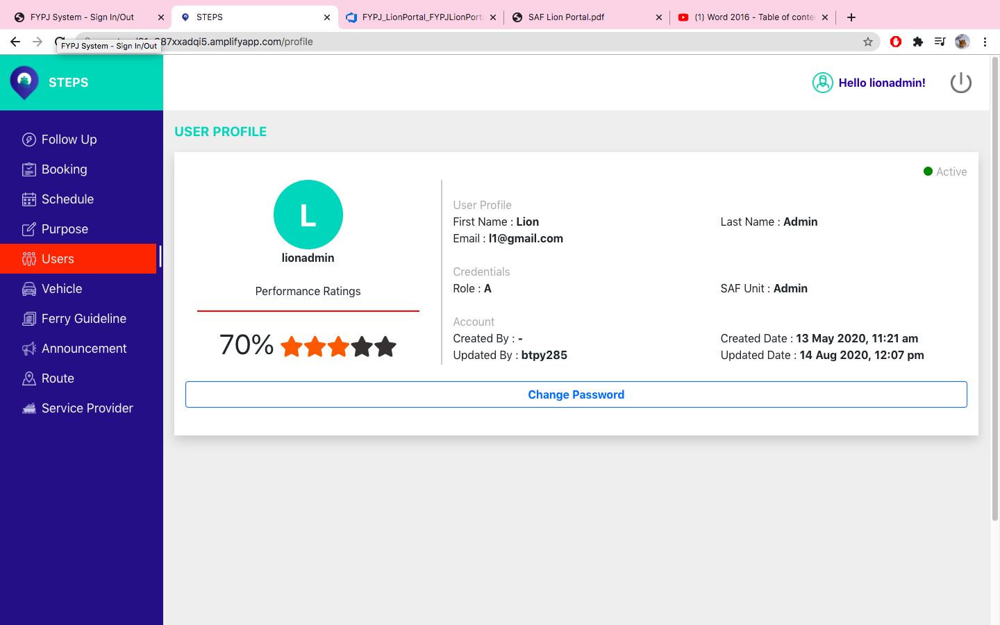 FYPJ System - Sign In/Out
STEPS
FYPJ_LionPortal_FYPJLionPorta
SAF Lion Portal.pdf
(1) Word 2016 - Table of conte
87xxadqi5.amplifyapp.com/profile
FYPJ System - Sign In/Out
STEPS
Hello lionadmin!
Follow Up
Booking
Schedule
Purpose
Users
Vehicle
Ferry Guideline
Announcement
Route
Service Provider
USER PROFILE
Active
L
lionadmin
Performance Ratings
70%
User Profile
First Name : Lion
Last Name : Admin
Email : l1@gmail.com
Credentials
Role : A
SAF Unit : Admin
Account
Created By : -
Created Date : 13 May 2020, 11:21 am
Updated By : btpy285
Updated Date : 14 Aug 2020, 12:07 pm
Change Password